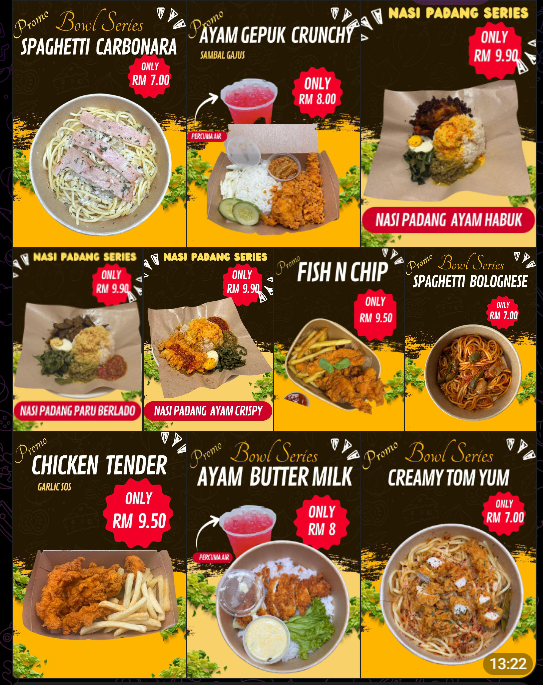 Promo
Bowl Series
SPAGHETTI CARBONARA
ONLY
RM 7.00
Promo
AYAM GEPUK CRUNCHY
SAMBAL GAJUS
ONLY
RM 8.00
PERCUMA AIR
NASI PADANG SERIES
ONLY
RM 9.90
NASI PADANG AYAM HABUK
NASI PADANG SERIES
ONLY
RM 9.90
NASI PADANG PARU BERLADO
NASI PADANG SERIES
ONLY
RM 9.90
NASI PADANG AYAM CRISPY
Promo
FISH N CHIP
ONLY
RM 9.50
Promo
Bowl Series
SPAGHETTI BOLOGNESE
ONLY
RM 7.00
Promo
CHICKEN TENDER
GARLIC SOS
ONLY
RM 9.50
Promo
Bowl Series
AYAM BUTTER MILK
ONLY
RM 8
PERCUMA AIR
Promo
Bowl Series
CREAMY TOM YUM
ONLY
RM 7.00
13:22